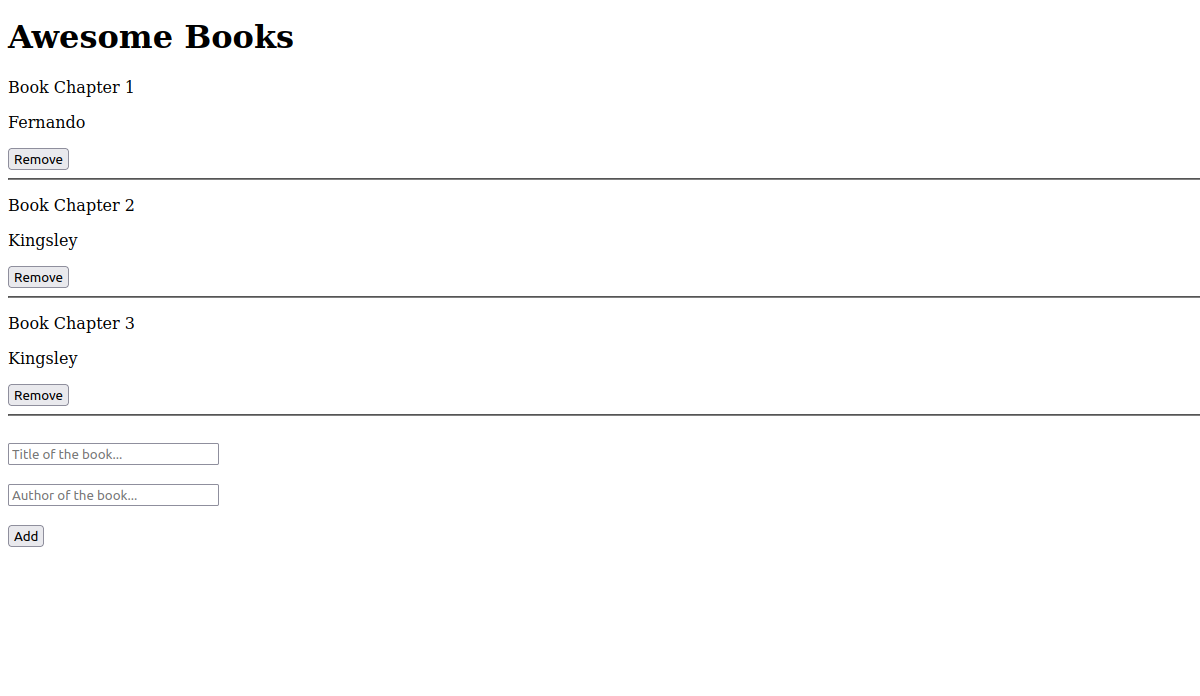 Awesome Books
Book Chapter 1
Fernando
Remove
Book Chapter 2
Kingsley
Remove
Book Chapter 3
Kingsley
Remove
Title of the book...
Author of the book...
Add